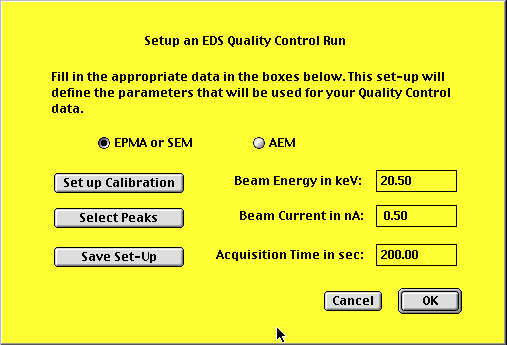 Setup an EDS Quality Control Run
Fill in the appropriate data in the boxes below. This set-up will
define the parameters that will be used for your Quality Control
data.
EPMA or SEM AEM
Set up Calibration Beam Energy in keV: 20.50
Select Peaks Beam Current in nA: 0.50
Save Set-Up Acquisition Time in sec: 200.00
Cancel OK